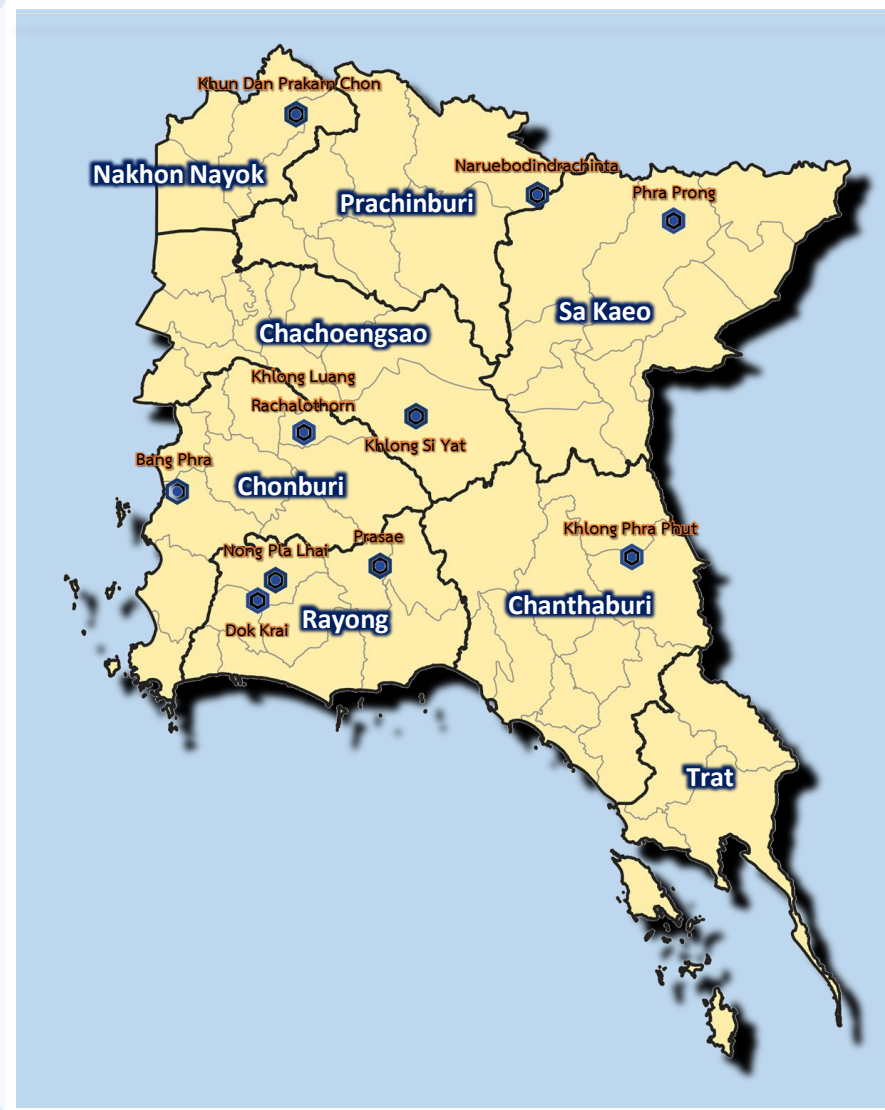 Khun Dan Prakarn Chon
Nakhon Nayok
Naruebodindrachinta
Prachinburi
Phra Prong
Sa Kaeo
Chachoengsao
Khlong Luang
Rachalothorn
Khlong Si Yat
Bang Phra
Chonburi
Nong Pla Lhai
Prasae
Khlong Phra Phut
Chanthaburi
Rayong
Dok Krai
Trat